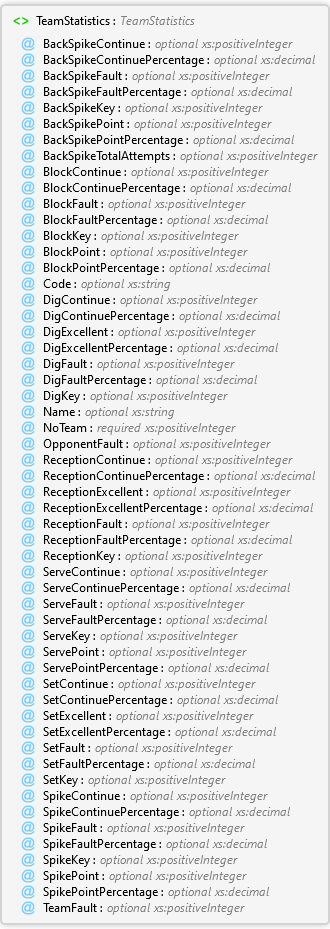 <> TeamStatistics : TeamStatistics
@ BackSpikeContinue : optional xs:positiveInteger
@ BackSpikeContinuePercentage : optional xs:decimal
@ BackSpikeFault : optional xs:positiveInteger
@ BackSpikeFaultPercentage : optional xs:decimal
@ BackSpikeKey : optional xs:positiveInteger
@ BackSpikePoint : optional xs:positiveInteger
@ BackSpikePointPercentage : optional xs:decimal
@ BackSpikeTotalAttempts : optional xs:positiveInteger
@ BlockContinue : optional xs:positiveInteger
@ BlockContinuePercentage : optional xs:decimal
@ BlockFault : optional xs:positiveInteger
@ BlockFaultPercentage : optional xs:decimal
@ BlockKey : optional xs:positiveInteger
@ BlockPoint : optional xs:positiveInteger
@ BlockPointPercentage : optional xs:decimal
@ Code : optional xs:string
@ DigContinue : optional xs:positiveInteger
@ DigContinuePercentage : optional xs:decimal
@ DigExcellent : optional xs:positiveInteger
@ DigExcellentPercentage : optional xs:decimal
@ DigFault : optional xs:positiveInteger
@ DigFaultPercentage : optional xs:decimal
@ DigKey : optional xs:positiveInteger
@ Name : optional xs:string
@ NoTeam : required xs:positiveInteger
@ OpponentFault : optional xs:positiveInteger
@ ReceptionContinue : optional xs:positiveInteger
@ ReceptionContinuePercentage : optional xs:decimal
@ ReceptionExcellent : optional xs:positiveInteger
@ ReceptionExcellentPercentage : optional xs:decimal
@ ReceptionFault : optional xs:positiveInteger
@ ReceptionFaultPercentage : optional xs:decimal
@ ReceptionKey : optional xs:positiveInteger
@ ServeContinue : optional xs:positiveInteger
@ ServeContinuePercentage : optional xs:decimal
@ ServeFault : optional xs:positiveInteger
@ ServeFaultPercentage : optional xs:decimal
@ ServeKey : optional xs:positiveInteger
@ ServePoint : optional xs:positiveInteger
@ ServePointPercentage : optional xs:decimal
@ SetContinue : optional xs:positiveInteger
@ SetContinuePercentage : optional xs:decimal
@ SetExcellent : optional xs:positiveInteger
@ SetExcellentPercentage : optional xs:decimal
@ SetFault : optional xs:positiveInteger
@ SetFaultPercentage : optional xs:decimal
@ SetKey : optional xs:positiveInteger
@ SpikeContinue : optional xs:positiveInteger
@ SpikeContinuePercentage : optional xs:decimal
@ SpikeFault : optional xs:positiveInteger
@ SpikeFaultPercentage : optional xs:decimal
@ SpikeKey : optional xs:positiveInteger
@ SpikePoint : optional xs:positiveInteger
@ SpikePointPercentage : optional xs:decimal
@ TeamFault : optional xs:positiveInteger